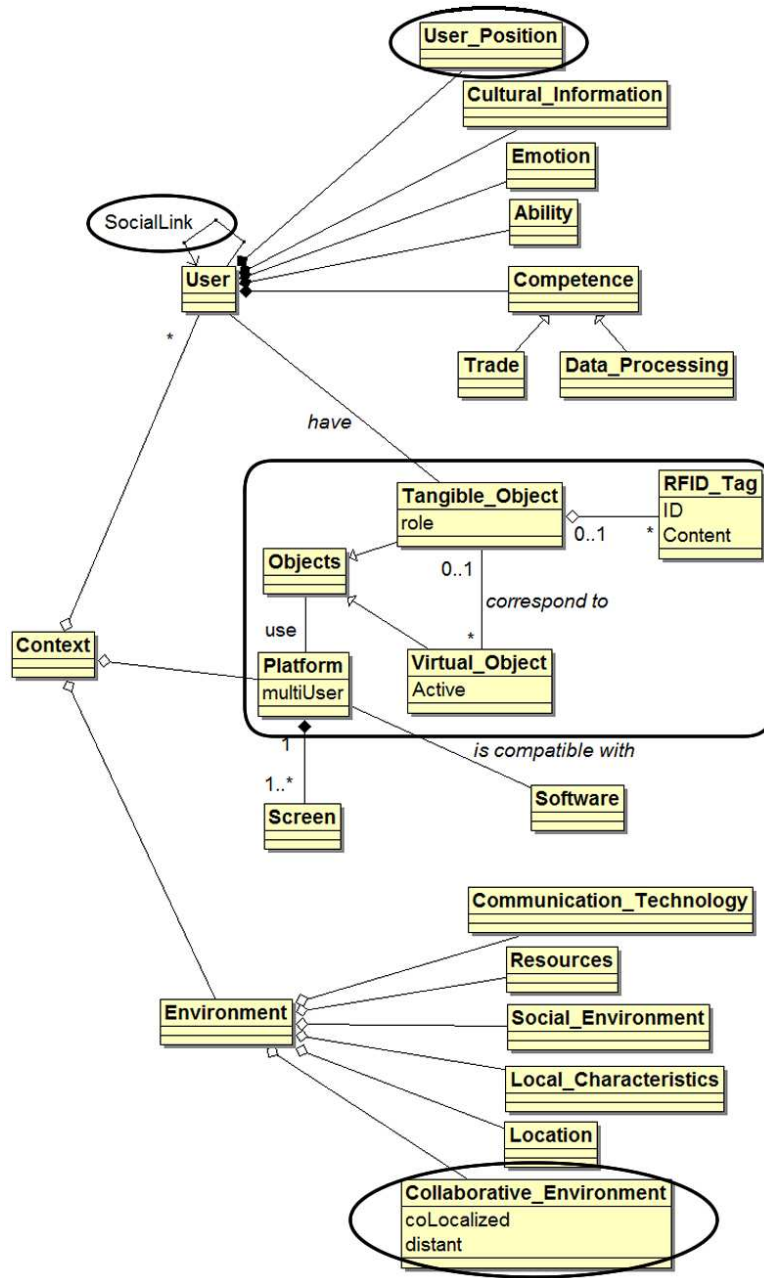 User_Position
Cultural_Information
Emotion
Ability
SocialLink
User
Competence
*
Trade
Data_Processing
have
Tangible_Object
role
RFID_Tag
ID
Content
0..1
*
Objects
0..1
correspond to
use
*
Context
Platform
multiUser
Virtual_Object
Active
1
is compatible with
1..*
Screen
Software
Communication_Technology
Resources
Environment
Social_Environment
Local_Characteristics
Location
Collaborative_Environment
coLocalized
distant